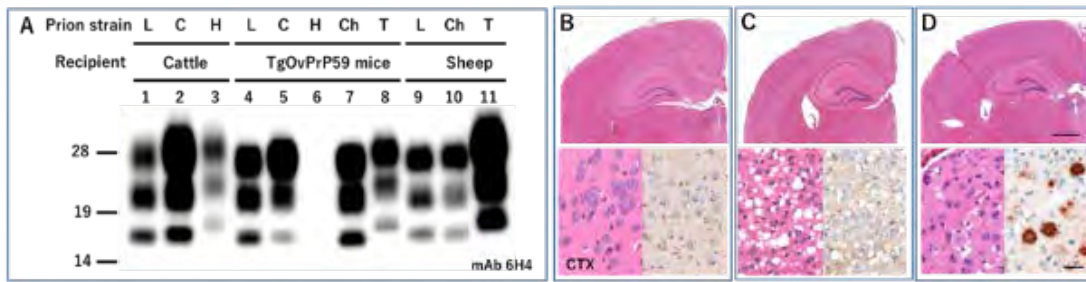 A Prion strain L C H L C H Ch T L Ch T
Recipient Cattle TgOvPrP59 mice Sheep
1 2 3 4 5 6 7 8 9 10 11
28
19
14
mAb 6H4
B
CTX
C
D